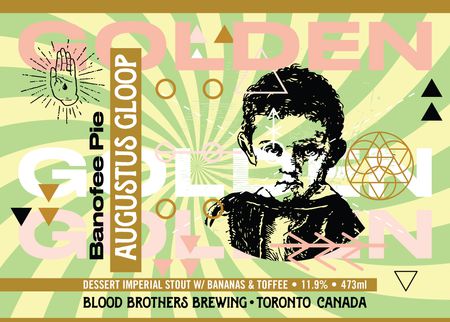 GOLDEN
Banofee Pie
AUGUSTUS GLOOP
GOLDEN
GOLDEN
DESSERT IMPERIAL STOUT W/ BANANAS & TOFFEE • 11.9% • 473ml
BLOOD BROTHERS BREWING • TORONTO CANADA